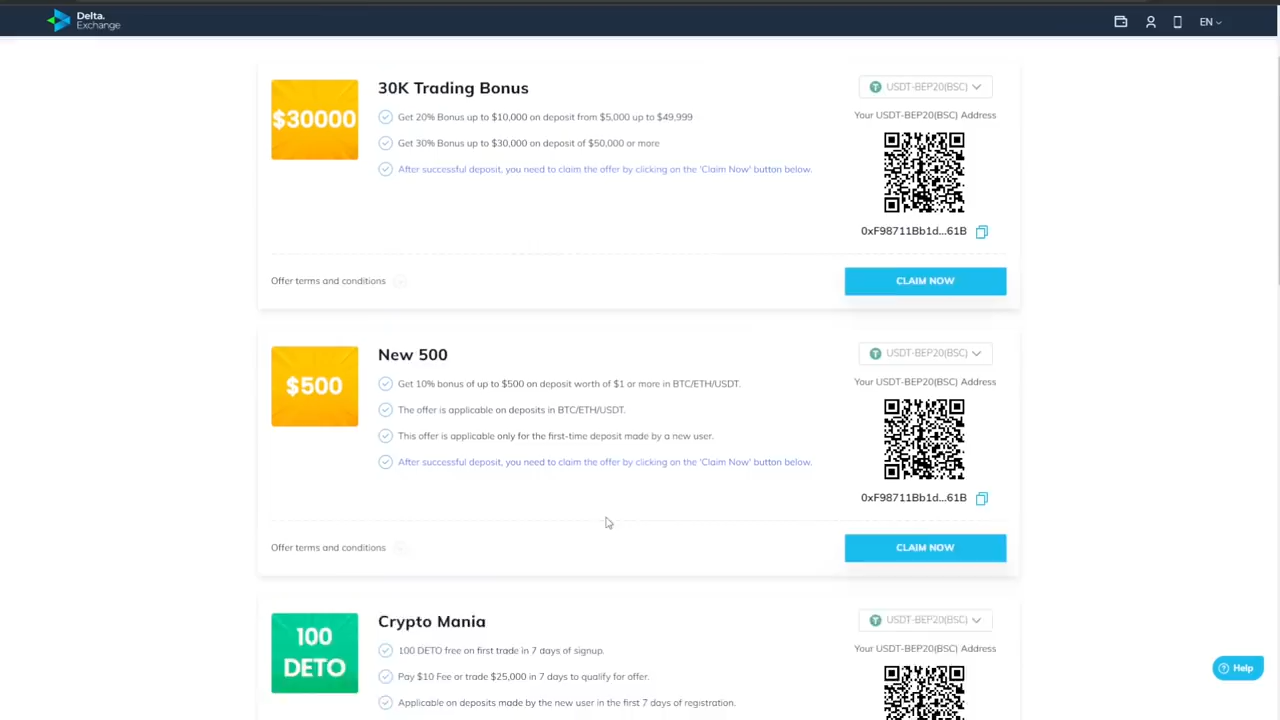 Delta.
Exchange
EN
$30000
30K Trading Bonus
Get 20% Bonus up to $10,000 on deposit from $5,000 up to $49,999
Get 30% Bonus up to $30,000 on deposit of $50,000 or more
After successful deposit, you need to claim the offer by clicking on the 'Claim Now' button below.
USDT-BEP20(BSC)
Your USDT-BEP20(BSC) Address
0xF98711Bb1d...61B
Offer terms and conditions
CLAIM NOW
$500
New 500
Get 10% bonus of up to $500 on deposit worth of $1 or more in BTC/ETH/USDT.
The offer is applicable on deposits in BTC/ETH/USDT.
This offer is applicable only for the first-time deposit made by a new user.
After successful deposit, you need to claim the offer by clicking on the 'Claim Now' button below.
USDT-BEP20(BSC)
Your USDT-BEP20(BSC) Address
0xF98711Bb1d...61B
Offer terms and conditions
CLAIM NOW
100
DETO
Crypto Mania
100 DETO free on first trade in 7 days of signup.
Pay $10 Fee or trade $25,000 in 7 days to qualify for offer.
Applicable on deposits made by the new user in the first 7 days of registration.
USDT-BEP20(BSC)
Your USDT-BEP20(BSC) Address
Help